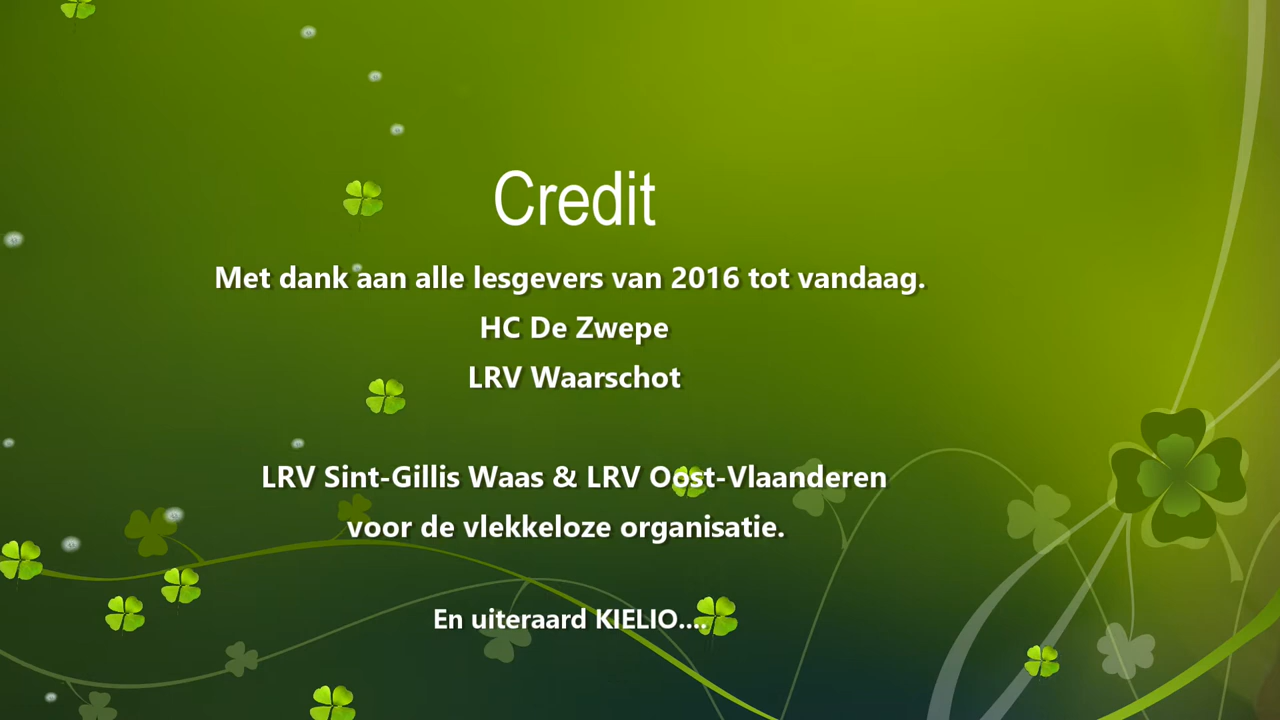 Credit
Met dank aan alle lesgevers van 2016 tot vandaag.
HC De Zwepe
LRV Waarschot
LRV Sint-Gillis Waas & LRV Oost-Vlaanderen
voor de vlekkeloze organisatie.
En uiteraard KIELIO....